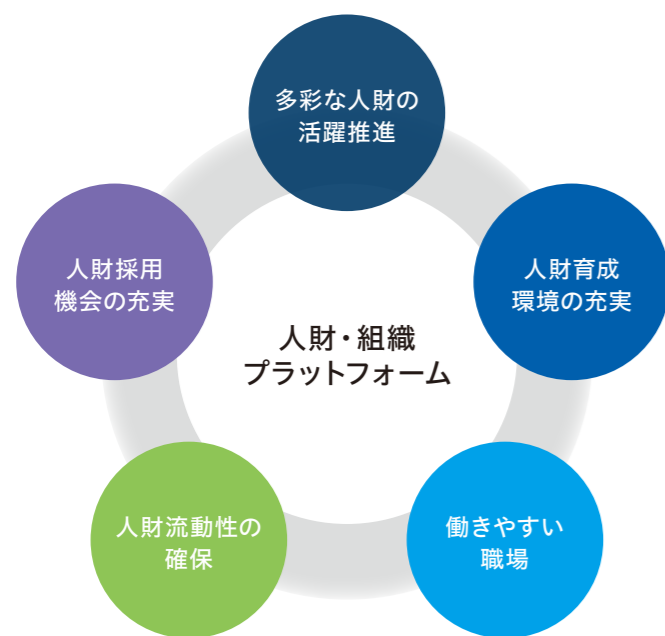 多彩な人財の
活躍推進
人財採用
機会の充実
人財育成
環境の充実
人財・組織
プラットフォーム
人財流動性の
確保
働きやすい
職場